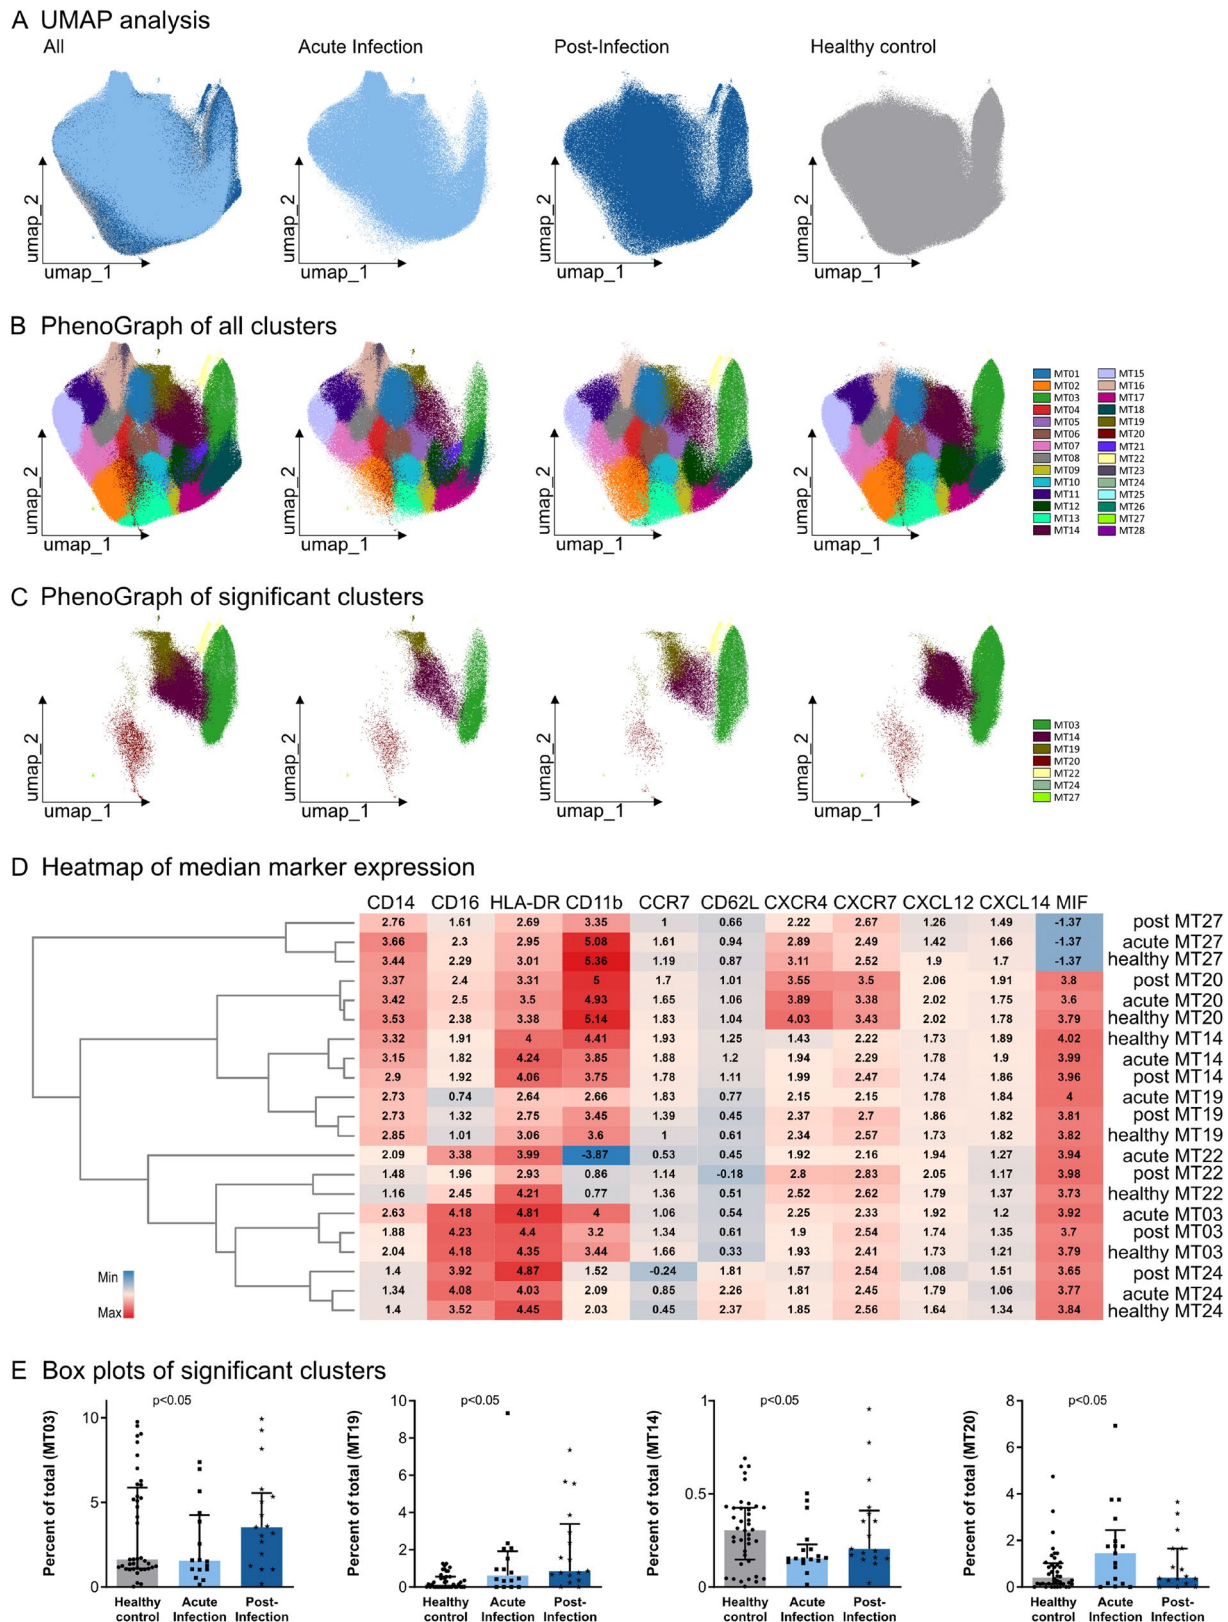 A UMAP analysis
All
Acute Infection
Post-Infection
Healthy control
umap_2
umap_1
umap_2
umap_1
umap_2
umap_1
umap_2
umap_1
B PhenoGraph of all clusters
umap_2
umap_1
umap_2
umap_1
umap_2
umap_1
umap_2
umap_1
MT01 MT15
MT02 MT16
MT03 MT17
MT04 MT18
MT05 MT19
MT06 MT20
MT07 MT21
MT08 MT22
MT09 MT23
MT10 MT24
MT11 MT25
MT12 MT26
MT13 MT27
MT14 MT28
C PhenoGraph of significant clusters
umap_2
umap_1
umap_2
umap_1
umap_2
umap_1
umap_2
umap_1
MT03
MT14
MT19
MT20
MT22
MT24
MT27
D Heatmap of median marker expression
CD14 CD16 HLA-DR CD11b CCR7 CD62L CXCR4 CXCR7 CXCL12 CXCL14 MIF
2.76 1.61 2.69 3.35 1 0.66 2.22 2.67 1.26 1.49 -1.37 post MT27
3.66 2.3 2.95 5.08 1.61 0.94 2.89 2.49 1.42 1.66 -1.37 acute MT27
3.44 2.29 3.01 5.36 1.19 0.87 3.11 2.52 1.9 1.7 -1.37 healthy MT27
3.37 2.4 3.31 5 1.7 1.01 3.55 3.5 2.06 1.91 3.8 post MT20
3.42 2.5 3.5 4.93 1.65 1.06 3.89 3.38 2.02 1.75 3.6 acute MT20
3.53 2.38 3.38 5.14 1.83 1.04 4.03 3.43 2.02 1.78 3.79 healthy MT20
3.32 1.91 4 4.41 1.93 1.25 1.43 2.22 1.73 1.89 4.02 healthy MT14
3.15 1.82 4.24 3.85 1.88 1.2 1.94 2.29 1.78 1.9 3.99 acute MT14
2.9 1.92 4.06 3.75 1.78 1.11 1.99 2.47 1.74 1.86 3.96 post MT14
2.73 0.74 2.64 2.66 1.83 0.77 2.15 2.15 1.78 1.84 4 acute MT19
2.73 1.32 2.75 3.45 1.39 0.45 2.37 2.7 1.86 1.82 3.81 post MT19
2.85 1.01 3.06 3.6 1 0.61 2.34 2.57 1.73 1.82 3.82 healthy MT19
2.09 3.38 3.99 -3.87 0.53 0.45 1.92 2.16 1.94 1.27 3.94 acute MT22
1.48 1.96 2.93 0.86 1.14 -0.18 2.8 2.83 2.05 1.17 3.98 post MT22
1.16 2.45 4.21 0.77 1.36 0.51 2.52 2.62 1.79 1.37 3.73 healthy MT22
2.63 4.18 4.81 4 1.06 0.54 2.25 2.33 1.92 1.2 3.92 acute MT03
1.88 4.23 4.4 3.2 1.34 0.61 1.9 2.54 1.74 1.35 3.7 post MT03
2.04 4.18 4.35 3.44 1.66 0.33 1.93 2.41 1.73 1.21 3.79 healthy MT03
1.4 3.92 4.87 1.52 -0.24 1.81 1.57 2.54 1.08 1.51 3.65 post MT24
1.34 4.08 4.03 2.09 0.85 2.26 1.81 2.45 1.79 1.06 3.77 acute MT24
1.4 3.52 4.45 2.03 0.45 2.37 1.85 2.56 1.64 1.34 3.84 healthy MT24
Min
Max
E Box plots of significant clusters
Percent of total (MT03)
p<0.05
10
5
0
Healthy control
Acute Infection
Post-Infection
Percent of total (MT19)
p<0.05
10
8
6
4
2
0
Healthy control
Acute Infection
Post-Infection
Percent of total (MT14)
p<0.05
1
0.5
0
Healthy control
Acute Infection
Post-Infection
Percent of total (MT20)
p<0.05
8
6
4
2
0
Healthy control
Acute Infection
Post-Infection